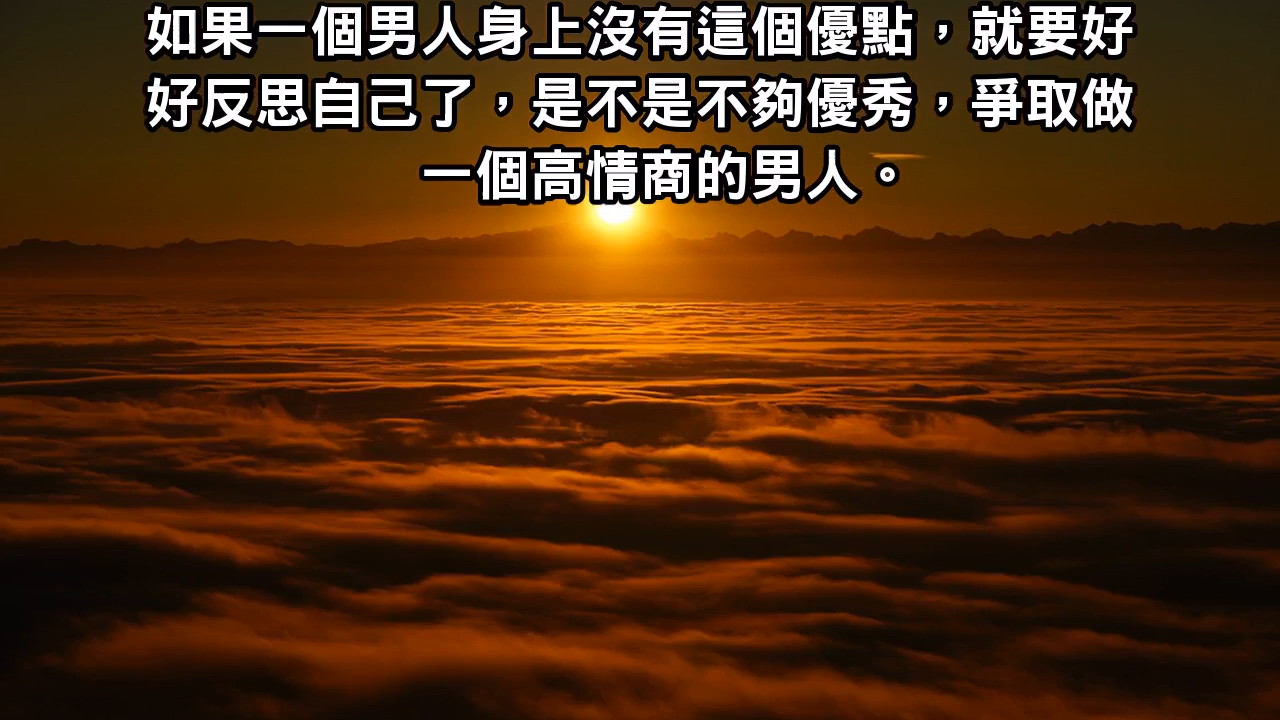 如果一個男人身上沒有這個優點，就要好
好反思自己了，是不是不夠優秀，爭取做
一個高情商的男人。